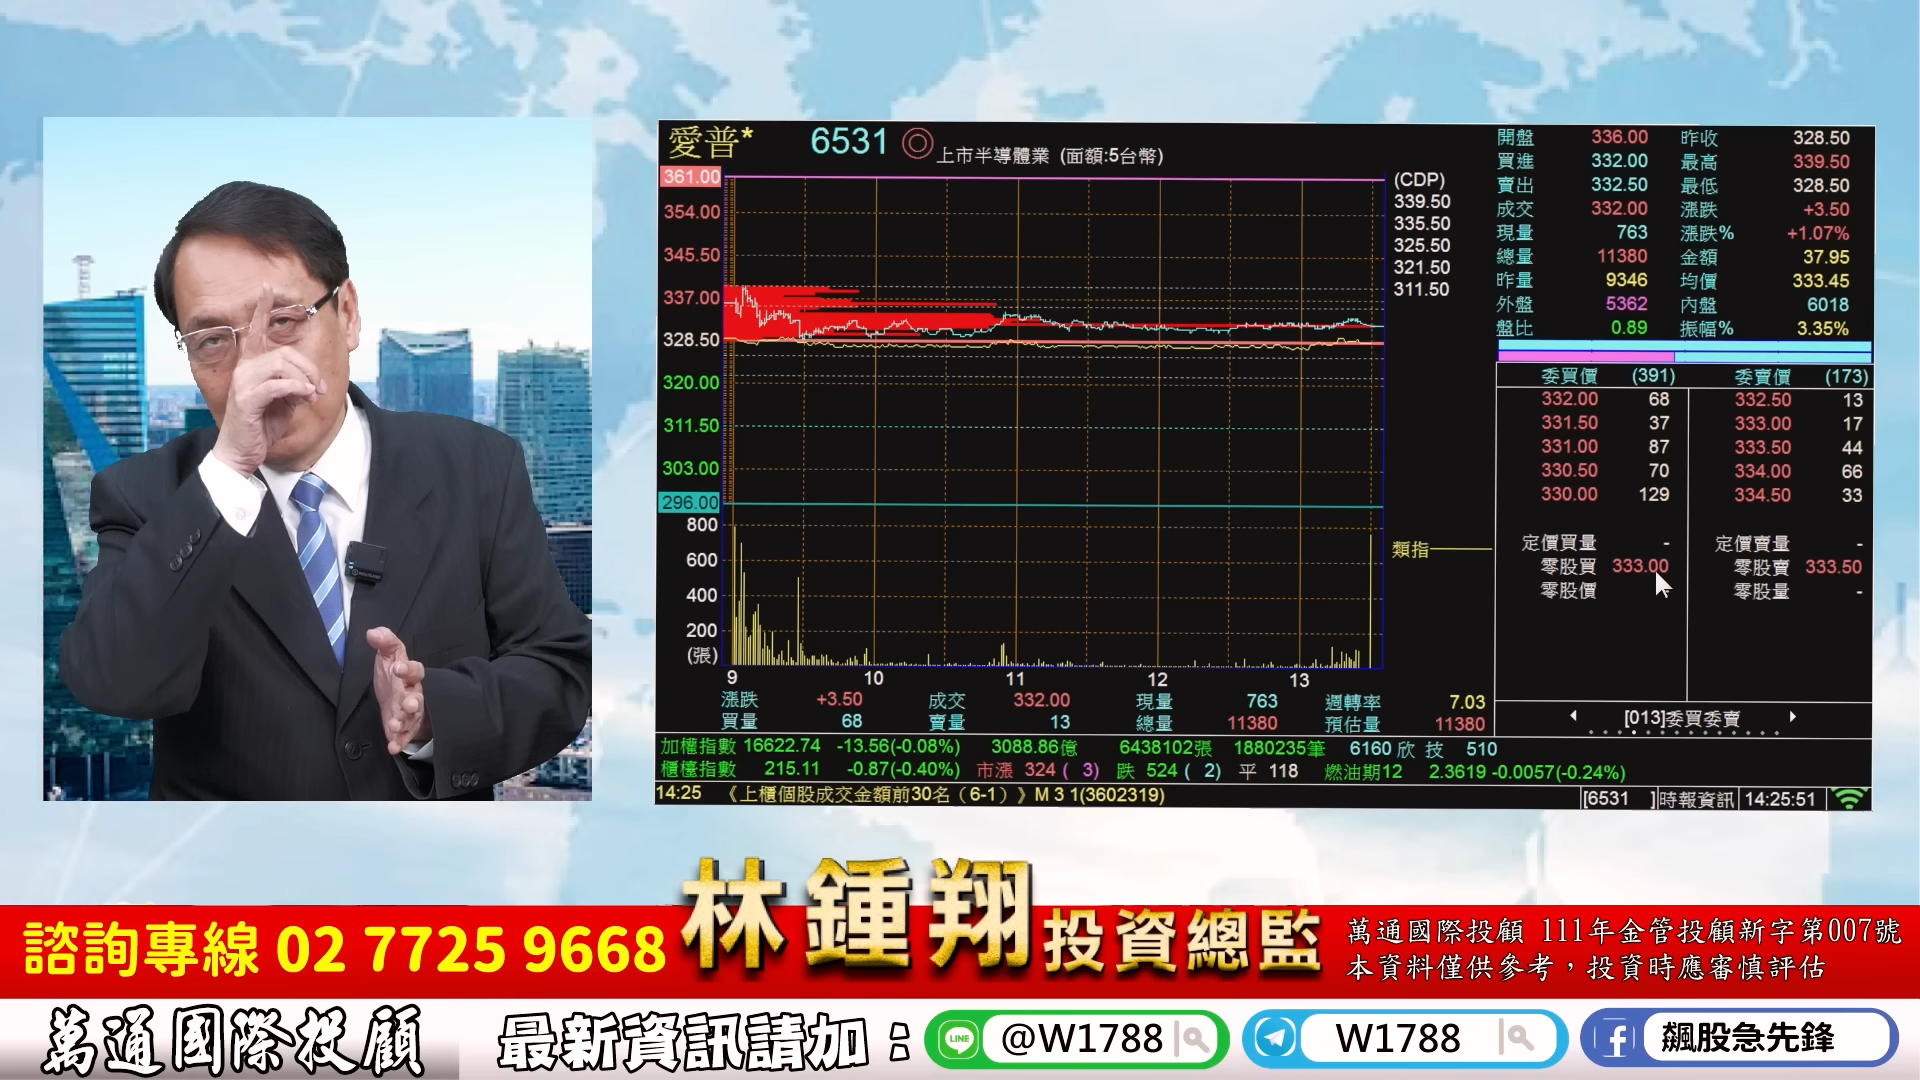 愛普* 6531 ◎ 上市半導體業 (面額:5台幣)
361.00
354.00
345.50
337.00
328.50
320.00
311.50
303.00
296.00
800
600
400
200
(張)
9 10 11 12 13
(CDP)
339.50
335.50
325.50
321.50
311.50
類指
開盤 336.00 昨收 328.50
買進 332.00 最高 339.50
賣出 332.50 最低 328.50
成交 332.00 漲跌 +3.50
現量 763 漲跌% +1.07%
總量 11380 金額 37.95
昨量 9346 均價 333.45
外盤 5362 內盤 6018
盤比 0.89 振幅% 3.35%
委買價 (391) 委賣價 (173)
332.00 68 332.50 13
331.50 37 333.00 17
331.00 87 333.50 44
330.50 70 334.00 66
330.00 129 334.50 33
定價買量 - 定價賣量 -
零股買 333.00 零股賣 333.50
零股價 零股量 -
[013]委買委賣
漲跌 +3.50 成交 332.00 現量 763 週轉率 7.03
買量 68 賣量 13 總量 11380 預估量 11380
加權指數 16622.74 -13.56(-0.08%) 3088.86億 6438102張 1880235筆 6160 欣 技 510
櫃檯指數 215.11 -0.87(-0.40%) 市漲 324 ( 3) 跌 524 ( 2) 平 118 燃油期12 2.3619 -0.0057(-0.24%)
14:25 《上櫃個股成交金額前30名（6-1）》M 3 1(3602319) [6531 ] 時報資訊 14:25:51
諮詢專線 02 7725 9668
林鍾翔 投資總監
萬通國際投顧 111年金管投顧新字第007號
本資料僅供參考，投資時應審慎評估
萬通國際投顧
最新資訊請加：
LINE @W1788
W1788
飆股急先鋒